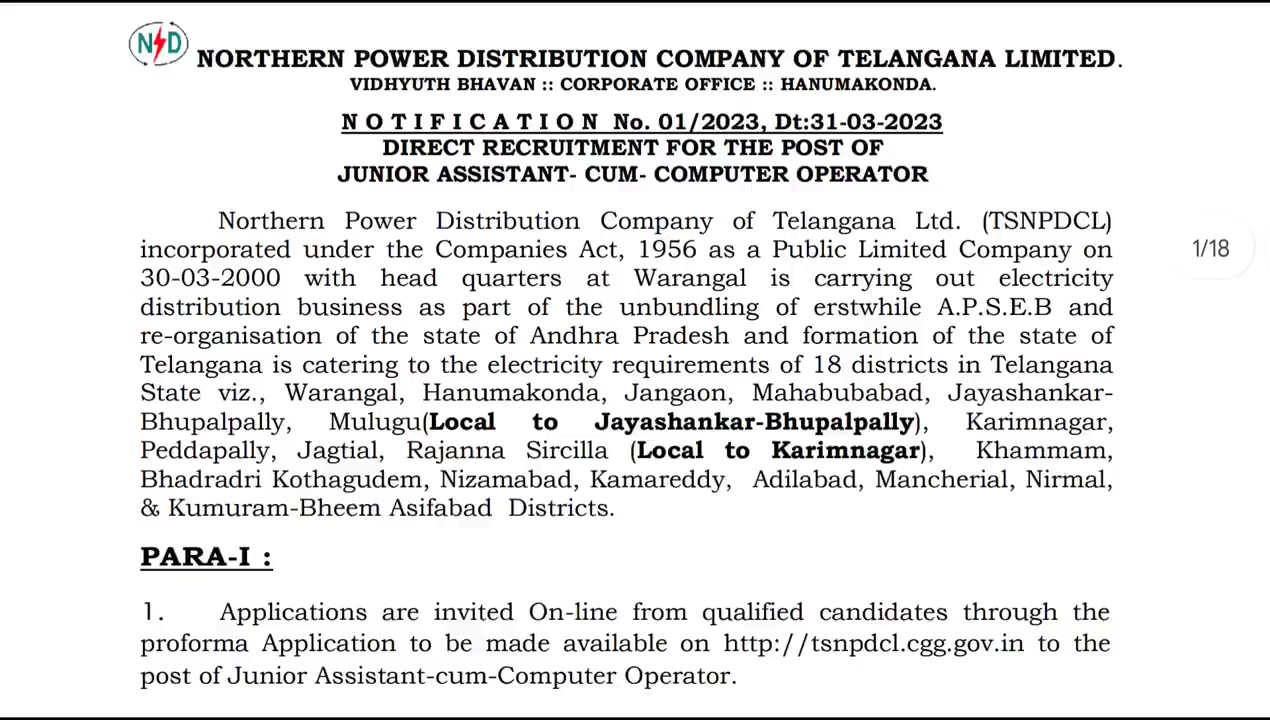 NPD
NORTHERN POWER DISTRIBUTION COMPANY OF TELANGANA LIMITED.
VIDHYUTH BHAVAN :: CORPORATE OFFICE :: HANUMAKONDA.
N O T I F I C A T I O N No. 01/2023, Dt:31-03-2023
DIRECT RECRUITMENT FOR THE POST OF
JUNIOR ASSISTANT- CUM- COMPUTER OPERATOR
Northern Power Distribution Company of Telangana Ltd. (TSNPDCL)
incorporated under the Companies Act, 1956 as a Public Limited Company on
30-03-2000 with head quarters at Warangal is carrying out electricity
distribution business as part of the unbundling of erstwhile A.P.S.E.B and
re-organisation of the state of Andhra Pradesh and formation of the state of
Telangana is catering to the electricity requirements of 18 districts in Telangana
State viz., Warangal, Hanumakonda, Jangaon, Mahabubabad, Jayashankar-
Bhupalpally, Mulugu(Local to Jayashankar-Bhupalpally), Karimnagar,
Peddapally, Jagtial, Rajanna Sircilla (Local to Karimnagar), Khammam,
Bhadradri Kothagudem, Nizamabad, Kamareddy, Adilabad, Mancherial, Nirmal,
& Kumuram-Bheem Asifabad Districts.
1/18
PARA-I :
1. Applications are invited On-line from qualified candidates through the
proforma Application to be made available on http://tsnpdcl.cgg.gov.in to the
post of Junior Assistant-cum-Computer Operator.